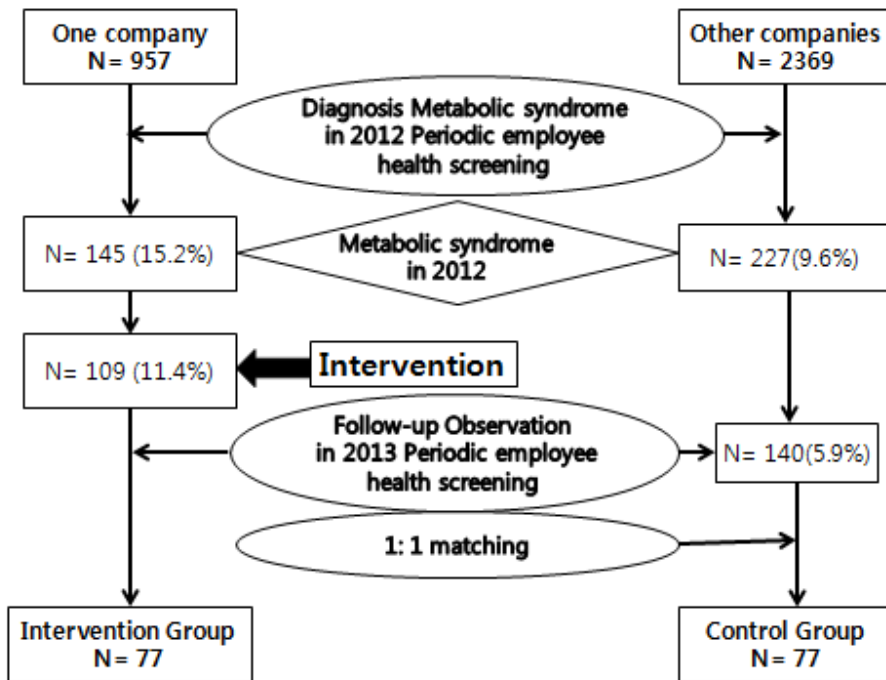 One company
N= 957
Other companies
N= 2369
Diagnosis Metabolic syndrome
in 2012 Periodic employee
health screening
N= 145 (15.2%)
Metabolic syndrome
in 2012
N= 227(9.6%)
N= 109 (11.4%)
Intervention
Follow-up Observation
in 2013 Periodic employee
health screening
N= 140(5.9%)
1: 1 matching
Intervention Group
N= 77
Control Group
N= 77